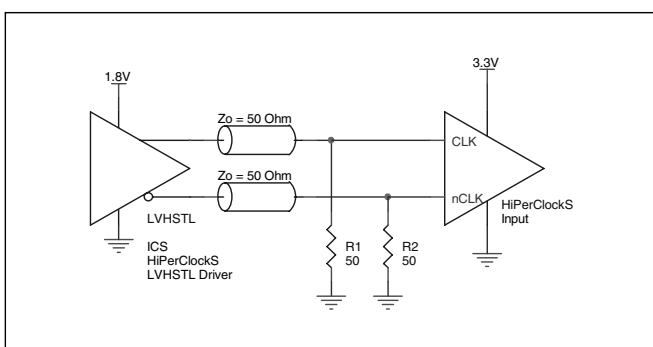 1.8V
3.3V
Zo = 50 Ohm
CLK
Zo = 50 Ohm
nCLK
HiPerClockS
Input
LVHSTL
ICS
HiPerClockS
LVHSTL Driver
R1
50
R2
50